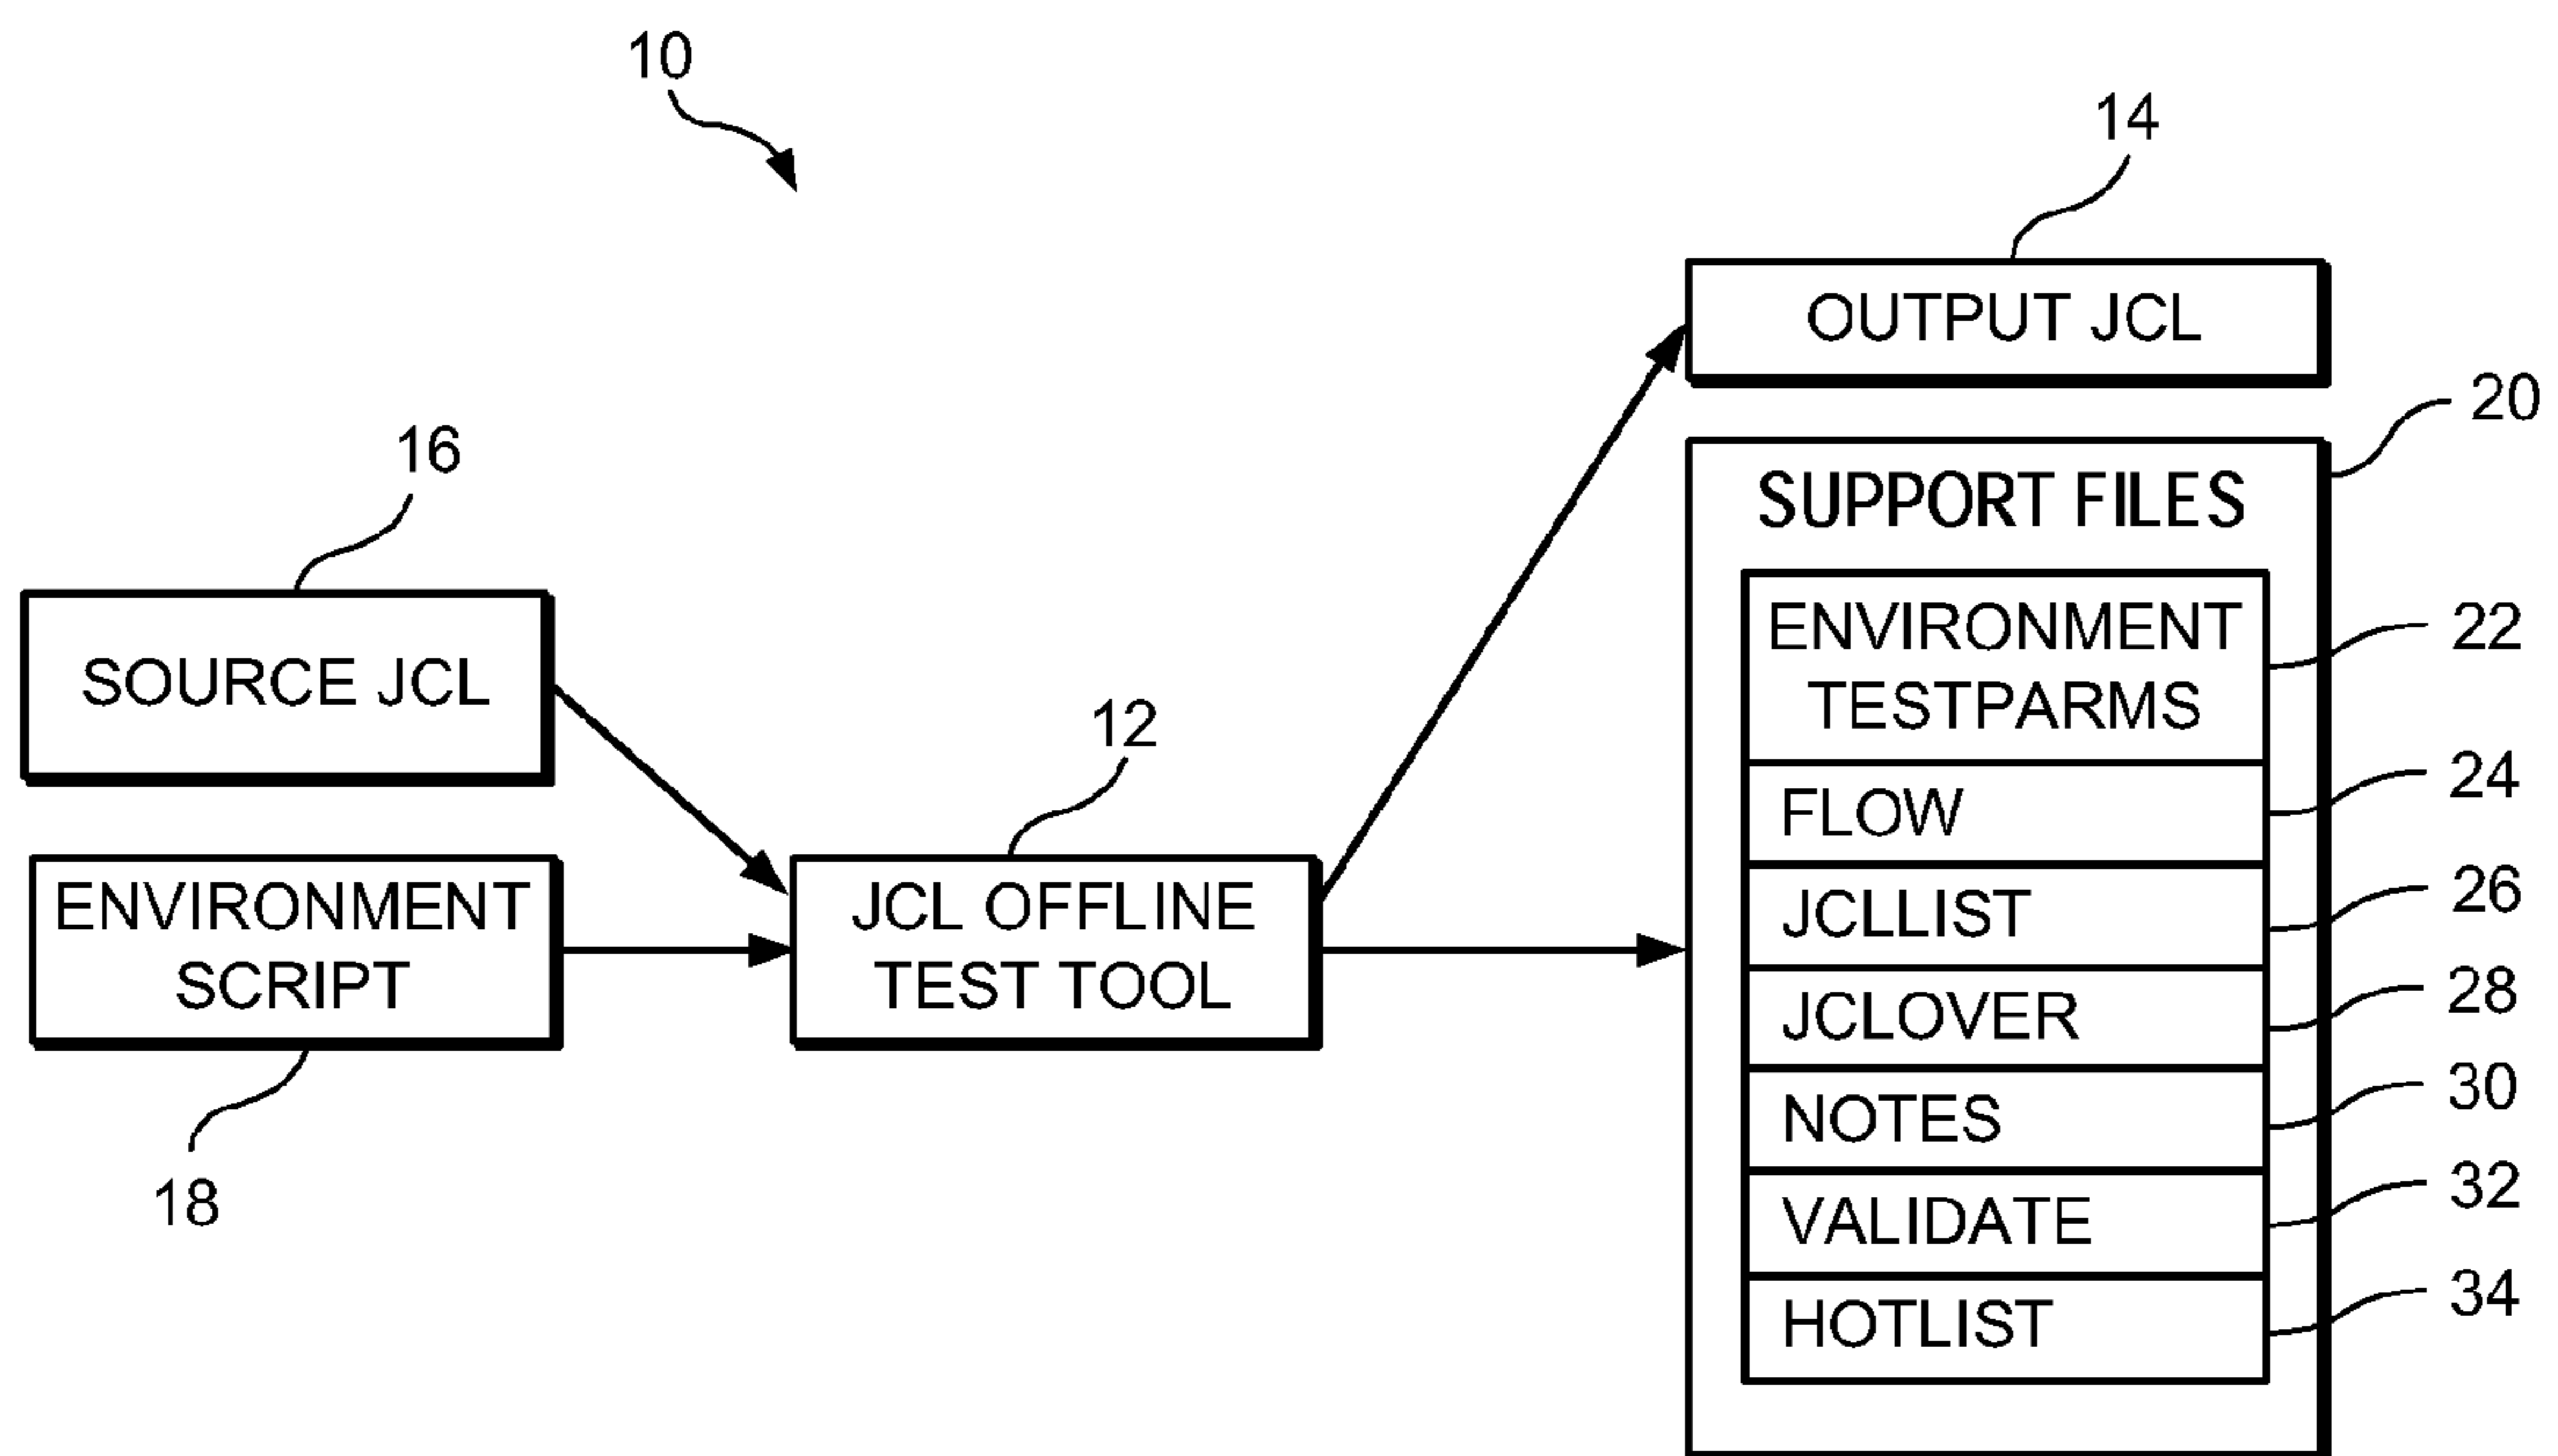 10
14
OUTPUT JCL
20
16
SUPPORT FILES
SOURCE JCL
ENVIRONMENT
TESTPARMS
22
12
FLOW
24
ENVIRONMENT
SCRIPT
JCL OFFLINE
TEST TOOL
JCLLIST
26
JCLOVER
28
NOTES
30
18
VALIDATE
32
HOTLIST
34